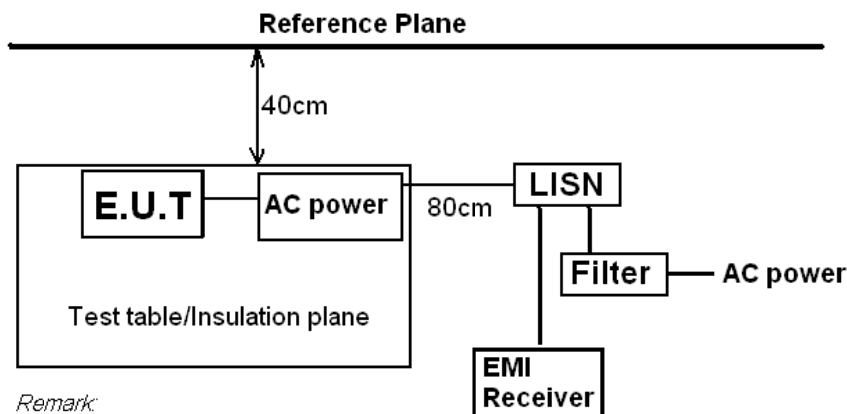 Reference Plane
40cm
E.U.T
AC power
80cm
LISN
Filter
AC power
Test table/Insulation plane
EMI
Receiver
Remark: